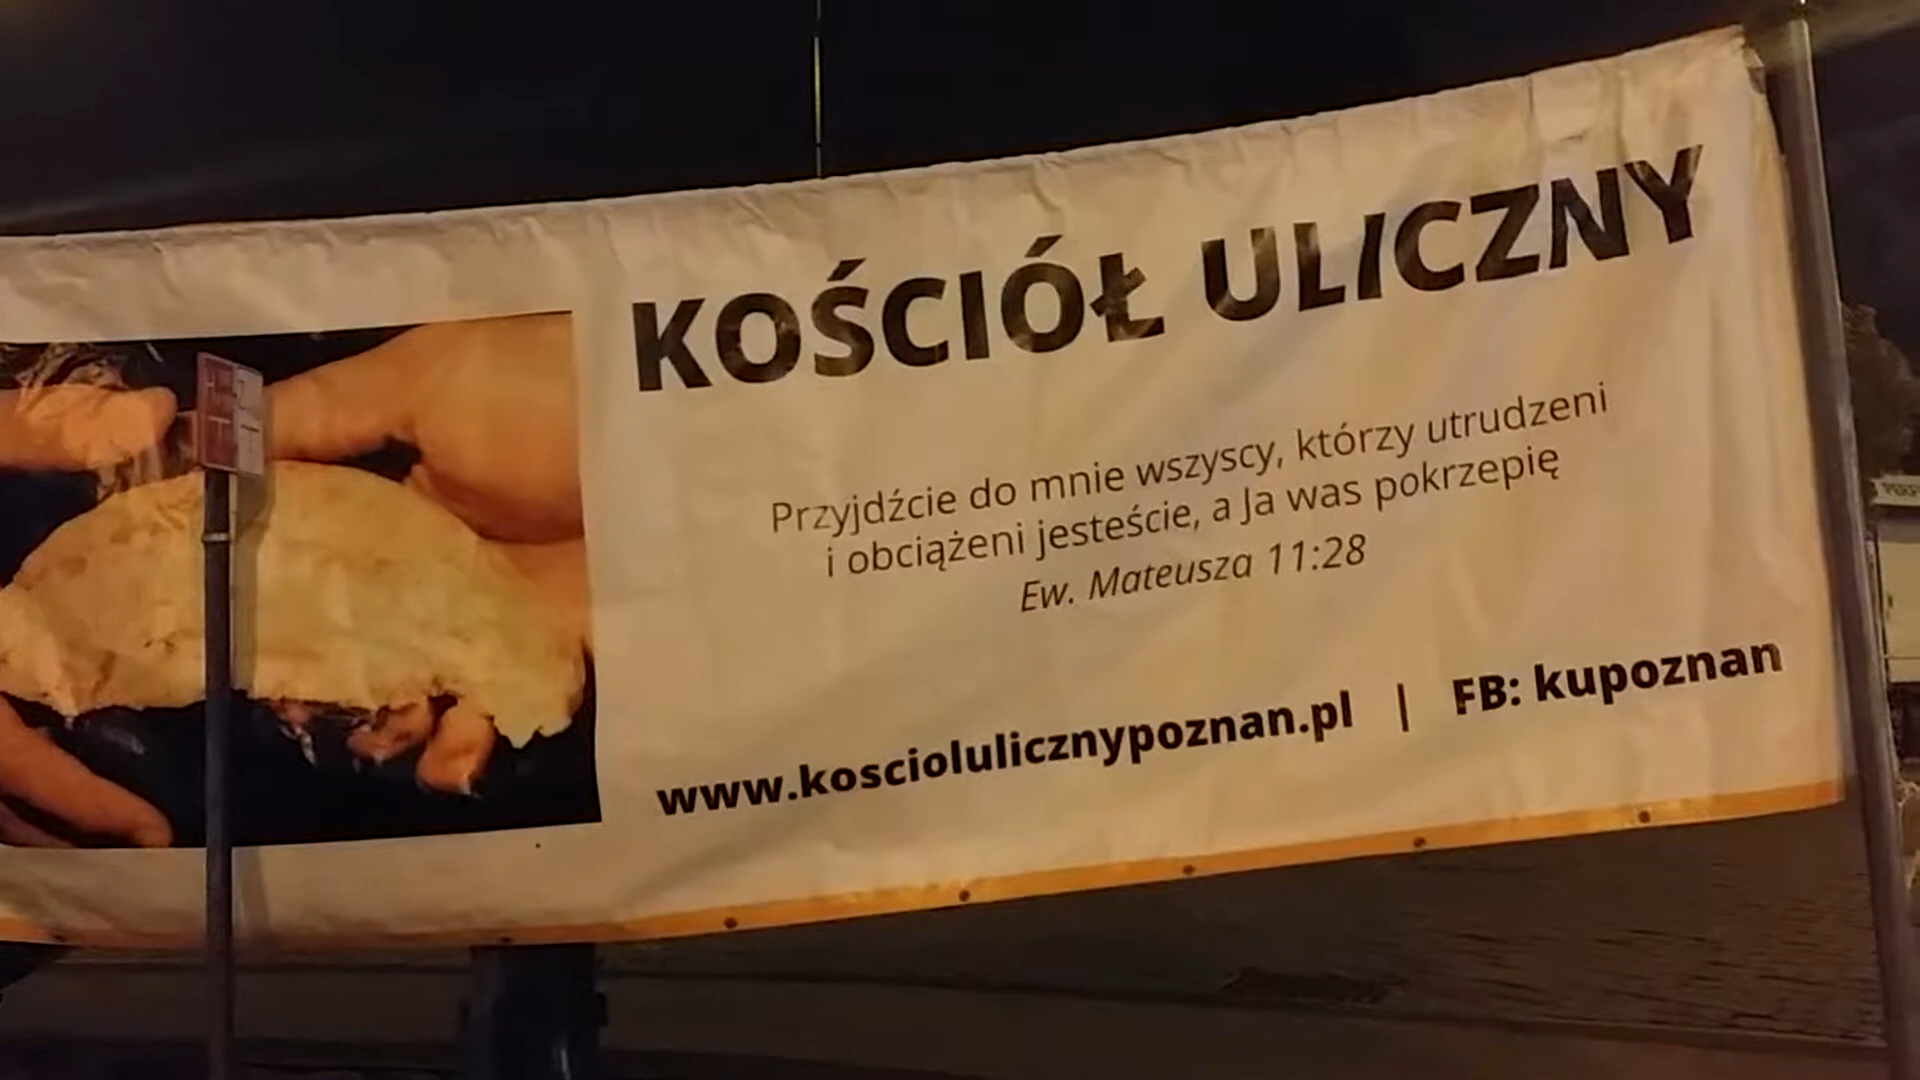 KOŚCIÓŁ ULICZNY
Przyjdźcie do mnie wszyscy, którzy utrudzeni
i obciążeni jesteście, a Ja was pokrzepię
Ew. Mateusza 11:28
www.kosciolulicznypoznan.pl | FB: kupoznan